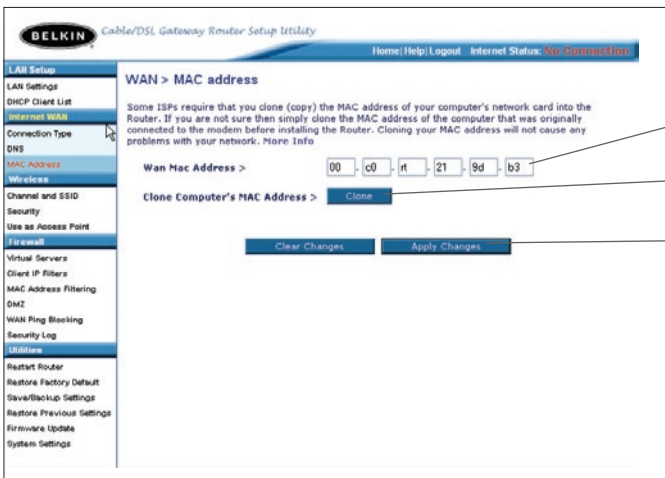 BELKIN
Cable/DSL Gateway Router Setup Utility
Home|Help|Logout Internet Status: No Connection
LAN Setup
LAN Settings
DHCP Client List
Internet WAN
Connection Type
DNS
MAC Address
Wireless
Channel and SSID
Security
Use as Access Point
Firewall
Virtual Servers
Client IP Filters
MAC Address Filtering
DMZ
WAN Ping Blocking
Security Log
Utilities
Restart Router
Restore Factory Default
Save/Backup Settings
Restore Previous Settings
Firmware Update
System Settings
WAN > MAC address
Some ISPs require that you clone (copy) the MAC address of your computer's network card into the
Router. If you are not sure then simply clone the MAC address of the computer that was originally
connected to the modem before installing the Router. Cloning your MAC address will not cause any
problems with your network. More Info
Wan Mac Address > 00 . c0 . rt . 21 . 9d . b3
Clone Computer's MAC Address > Clone
Clear Changes Apply Changes